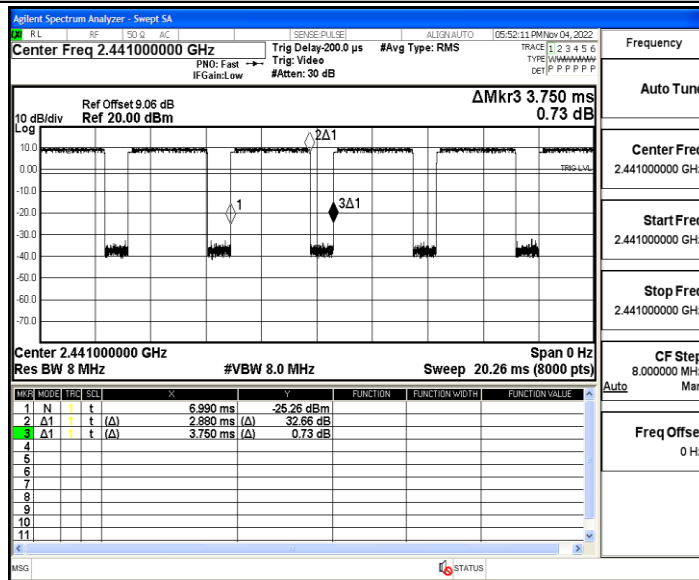 Agilent Spectrum Analyzer - Swept SA
RL RF 50 Ω AC SENSE:PULSE ALIGN AUTO 05:52:11 PM Nov 04, 2022
Center Freq 2.441000000 GHz
PNO: Fast
IFGain:Low
Trig Delay-200.0 µs
Trig: Video
#Atten: 30 dB
#Avg Type: RMS
TRACE 1 2 3 4 5 6
TYPE WWWWWW
DET P P P P P P
ΔMkr3 3.750 ms
0.73 dB
Ref Offset 9.06 dB
10 dB/div Ref 20.00 dBm
Log
10.0
0.00
-10.0
-20.0
-30.0
-40.0
-50.0
-60.0
-70.0
2Δ1
TRIG LVL
1
3Δ1
Center 2.441000000 GHz Span 0 Hz
Res BW 8 MHz #VBW 8.0 MHz Sweep 20.26 ms (8000 pts)
MKR MODE TRC SCL X Y FUNCTION FUNCTION WIDTH FUNCTION VALUE
1 N 1 t 6.990 ms -25.26 dBm
2 Δ1 1 t (Δ) 2.880 ms (Δ) 32.66 dB
3 Δ1 1 t (Δ) 3.750 ms (Δ) 0.73 dB
4
5
6
7
8
9
10
11
MSG STATUS
Frequency
Auto Tune
Center Freq
2.441000000 GHz
Start Freq
2.441000000 GHz
Stop Freq
2.441000000 GHz
CF Step
8.000000 MHz
Auto Man
Freq Offset
0 Hz